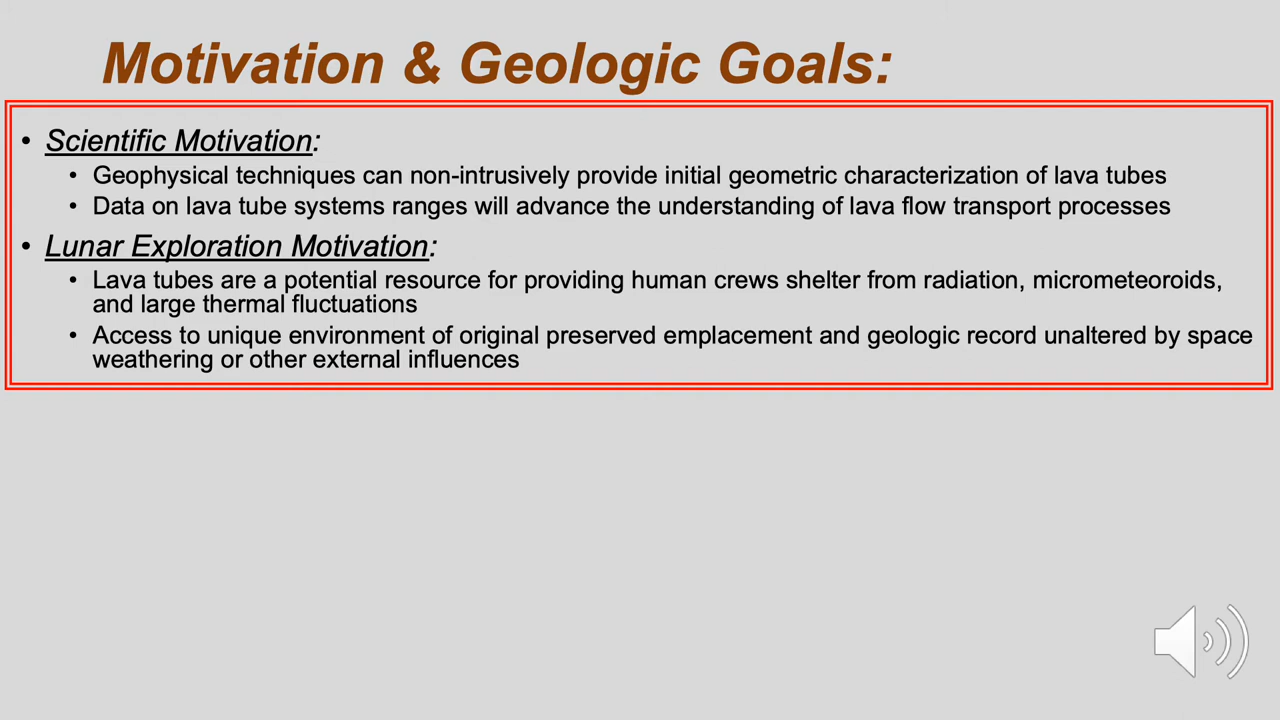 Motivation & Geologic Goals:
• Scientific Motivation:
• Geophysical techniques can non-intrusively provide initial geometric characterization of lava tubes
• Data on lava tube systems ranges will advance the understanding of lava flow transport processes
• Lunar Exploration Motivation:
• Lava tubes are a potential resource for providing human crews shelter from radiation, micrometeoroids,
and large thermal fluctuations
• Access to unique environment of original preserved emplacement and geologic record unaltered by space
weathering or other external influences